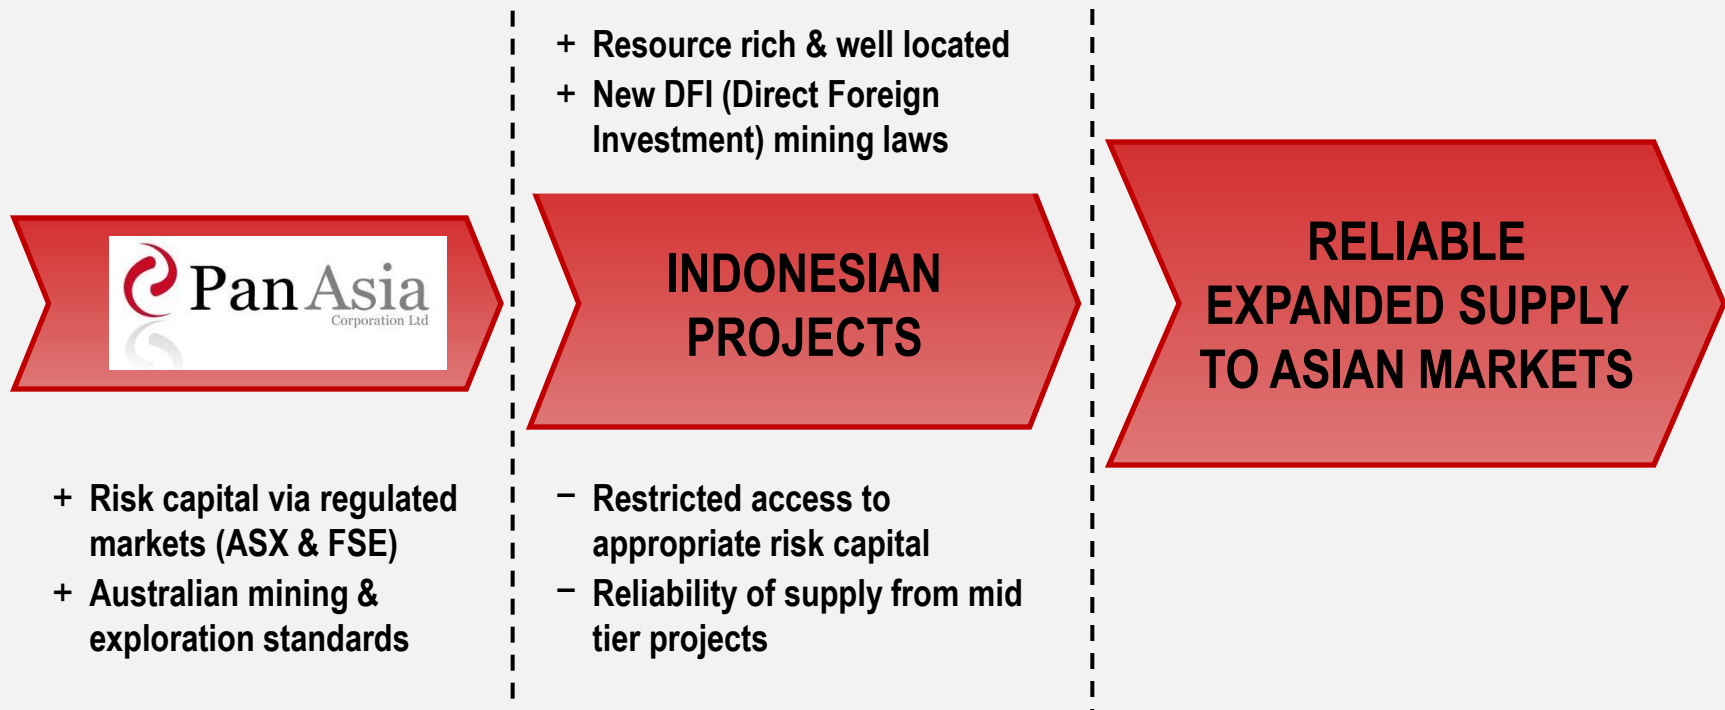 Pan Asia
Corporation Ltd
+ Risk capital via regulated
markets (ASX & FSE)
+ Australian mining &
exploration standards
+ Resource rich & well located
+ New DFI (Direct Foreign
Investment) mining laws
INDONESIAN
PROJECTS
− Restricted access to
appropriate risk capital
− Reliability of supply from mid
tier projects
RELIABLE
EXPANDED SUPPLY
TO ASIAN MARKETS